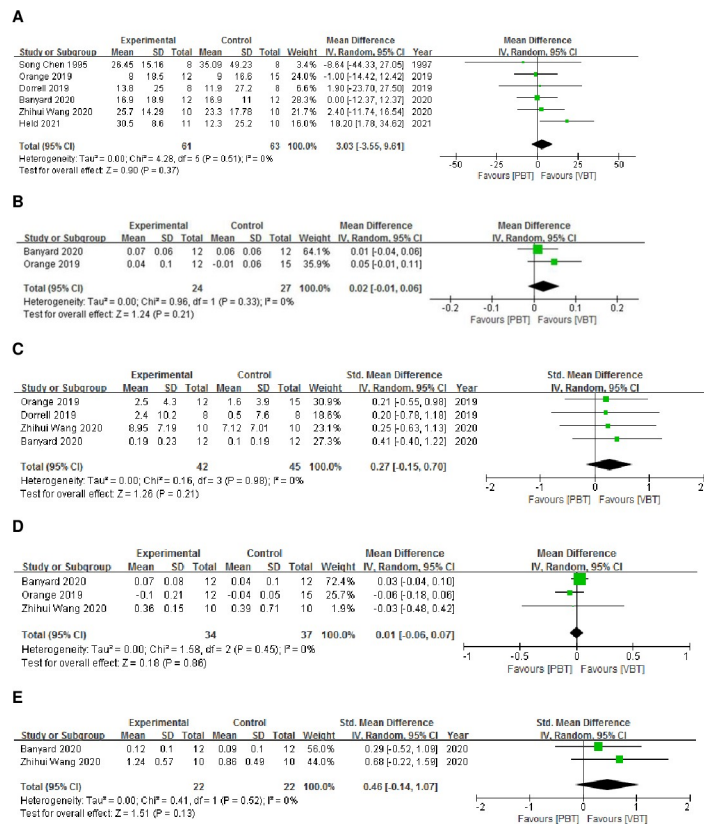 A
Experimental Control Mean Difference Mean Difference
Study or Subgroup Mean SD Total Mean SD Total Weight IV, Random, 95% CI Year IV, Random, 95% CI
Song Chen 1995 26.45 15.16 8 35.09 49.23 8 3.4% -8.64 [-44.33, 27.05] 1997
Orange 2019 8 18.5 12 9 16.6 15 24.0% -1.00 [-14.42, 12.42] 2019
Dorrell 2019 13.8 25 8 11.9 27.2 8 6.6% 1.90 [-23.70, 27.50] 2019
Banyard 2020 16.9 18.9 12 16.9 11 12 28.3% 0.00 [-12.37, 12.37] 2020
Zhihui Wang 2020 25.7 14.29 10 23.3 17.78 10 21.7% 2.40 [-11.74, 16.54] 2020
Held 2021 30.5 8.6 11 12.3 25.2 10 16.0% 18.20 [1.78, 34.62] 2021
Total (95% CI) 61 63 100.0% 3.03 [-3.55, 9.61]
Heterogeneity: Tau² = 0.00; Chi² = 4.28, df = 5 (P = 0.51); I² = 0%
Test for overall effect: Z = 0.90 (P = 0.37)
-50 -25 0 25 50
Favours [PBT] Favours [VBT]
B
Experimental Control Mean Difference Mean Difference
Study or Subgroup Mean SD Total Mean SD Total Weight IV, Random, 95% CI IV, Random, 95% CI
Banyard 2020 0.07 0.06 12 0.06 0.06 12 64.1% 0.01 [-0.04, 0.06]
Orange 2019 0.04 0.1 12 -0.01 0.06 15 35.9% 0.05 [-0.01, 0.11]
Total (95% CI) 24 27 100.0% 0.02 [-0.01, 0.06]
Heterogeneity: Tau² = 0.00; Chi² = 0.96, df = 1 (P = 0.33); I² = 0%
Test for overall effect: Z = 1.24 (P = 0.21)
-0.2 -0.1 0 0.1 0.2
Favours [PBT] Favours [VBT]
C
Experimental Control Std. Mean Difference Std. Mean Difference
Study or Subgroup Mean SD Total Mean SD Total Weight IV, Random, 95% CI Year IV, Random, 95% CI
Orange 2019 2.5 4.3 12 1.6 3.9 15 30.9% 0.21 [-0.55, 0.98] 2019
Dorrell 2019 2.4 10.2 8 0.5 7.6 8 18.6% 0.20 [-0.78, 1.18] 2019
Zhihui Wang 2020 8.95 7.19 10 7.12 7.01 10 23.1% 0.25 [-0.63, 1.13] 2020
Banyard 2020 0.19 0.23 12 0.1 0.19 12 27.3% 0.41 [-0.40, 1.22] 2020
Total (95% CI) 42 45 100.0% 0.27 [-0.15, 0.70]
Heterogeneity: Tau² = 0.00; Chi² = 0.16, df = 3 (P = 0.98); I² = 0%
Test for overall effect: Z = 1.26 (P = 0.21)
-2 -1 0 1 2
Favours [PBT] Favours [VBT]
D
Experimental Control Mean Difference Mean Difference
Study or Subgroup Mean SD Total Mean SD Total Weight IV, Random, 95% CI IV, Random, 95% CI
Banyard 2020 0.07 0.08 12 0.04 0.1 12 72.4% 0.03 [-0.04, 0.10]
Orange 2019 -0.1 0.21 12 -0.04 0.05 15 25.7% -0.06 [-0.18, 0.06]
Zhihui Wang 2020 0.36 0.15 10 0.39 0.71 10 1.9% -0.03 [-0.48, 0.42]
Total (95% CI) 34 37 100.0% 0.01 [-0.06, 0.07]
Heterogeneity: Tau² = 0.00; Chi² = 1.58, df = 2 (P = 0.45); I² = 0%
Test for overall effect: Z = 0.18 (P = 0.86)
-1 -0.5 0 0.5 1
Favours [PBT] Favours [VBT]
E
Experimental Control Std. Mean Difference Std. Mean Difference
Study or Subgroup Mean SD Total Mean SD Total Weight IV, Random, 95% CI Year IV, Random, 95% CI
Banyard 2020 0.12 0.1 12 0.09 0.1 12 56.0% 0.29 [-0.52, 1.09] 2020
Zhihui Wang 2020 1.24 0.57 10 0.86 0.49 10 44.0% 0.68 [-0.22, 1.59] 2020
Total (95% CI) 22 22 100.0% 0.46 [-0.14, 1.07]
Heterogeneity: Tau² = 0.00; Chi² = 0.41, df = 1 (P = 0.52); I² = 0%
Test for overall effect: Z = 1.51 (P = 0.13)
-2 -1 0 1 2
Favours [PBT] Favours [VBT]